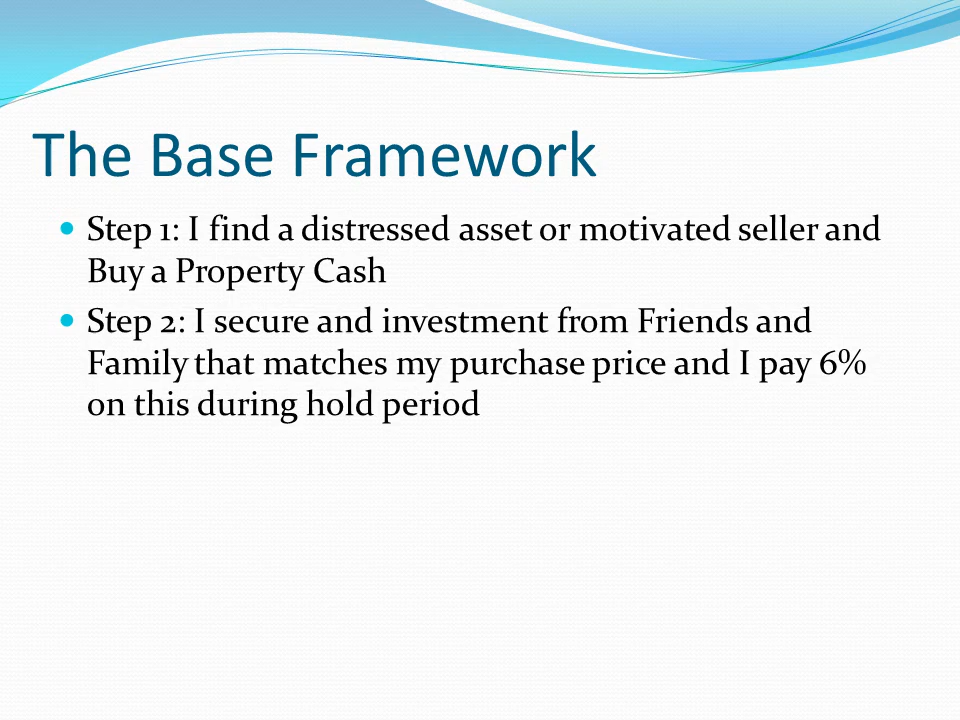 The Base Framework
Step 1: I find a distressed asset or motivated seller and
Buy a Property Cash
Step 2: I secure and investment from Friends and
Family that matches my purchase price and I pay 6%
on this during hold period